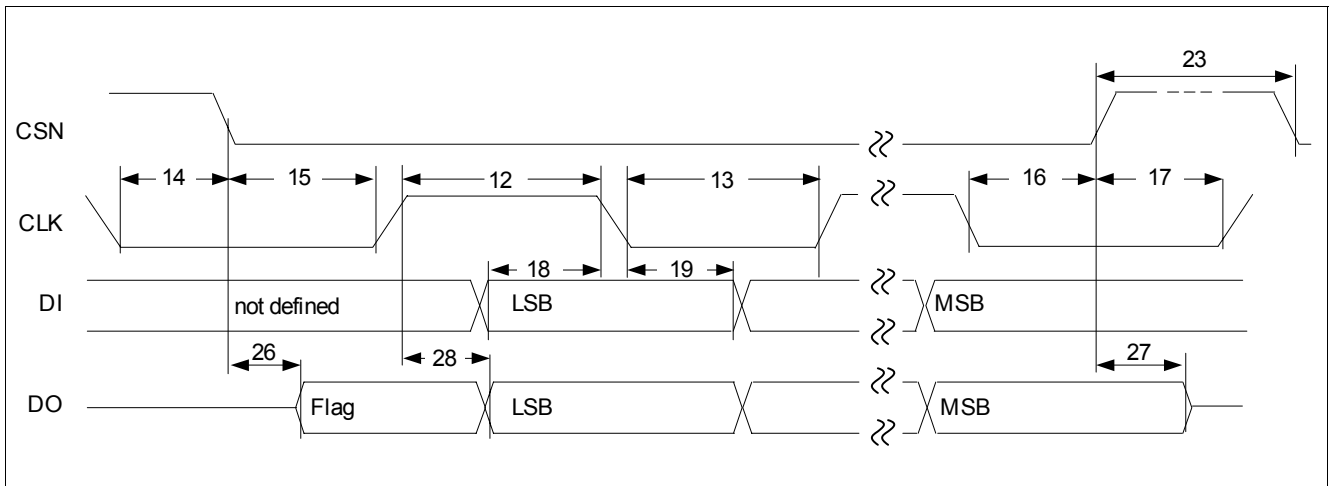 23
CSN
14 15 12 13 16 17
CLK
18 19
DI not defined LSB MSB
26 28 27
DO Flag LSB MSB